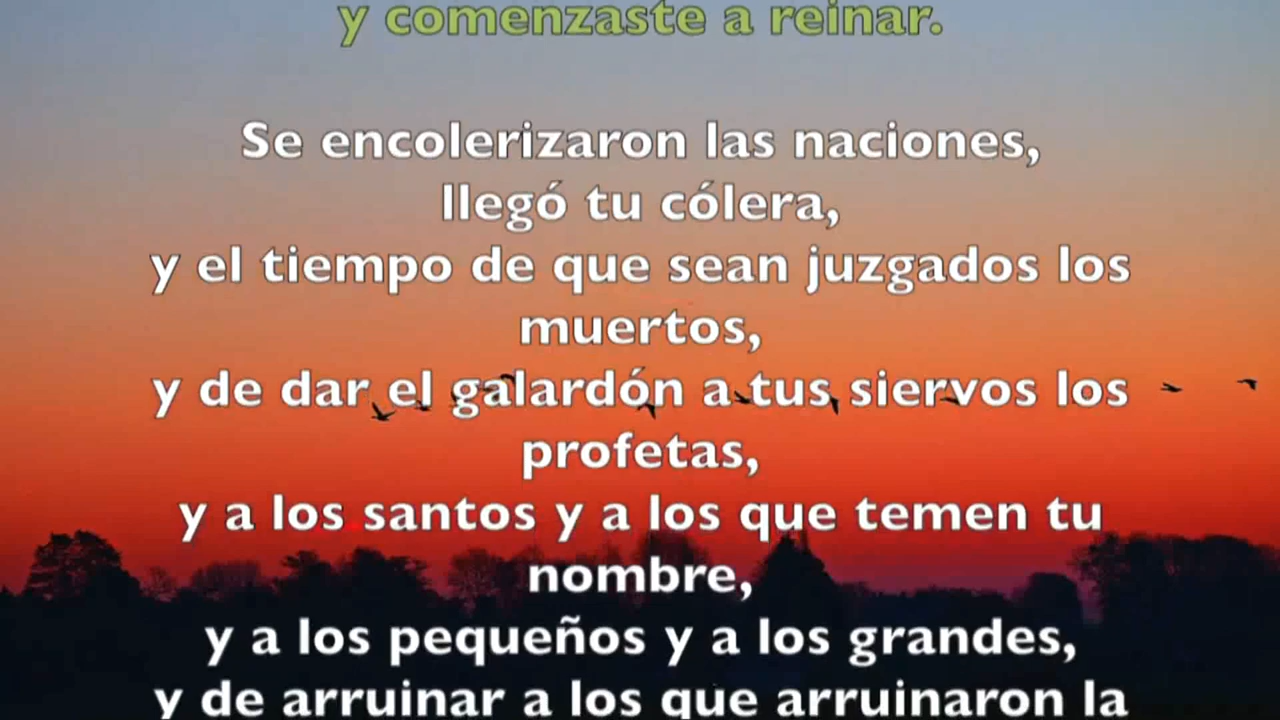 y comenzaste a reinar.
Se encolerizaron las naciones,
llegó tu cólera,
y el tiempo de que sean juzgados los
muertos,
y de dar el galardón a tus siervos los
profetas,
y a los santos y a los que temen tu
nombre,
y a los pequeños y a los grandes,
y de arruinar a los que arruinaron la